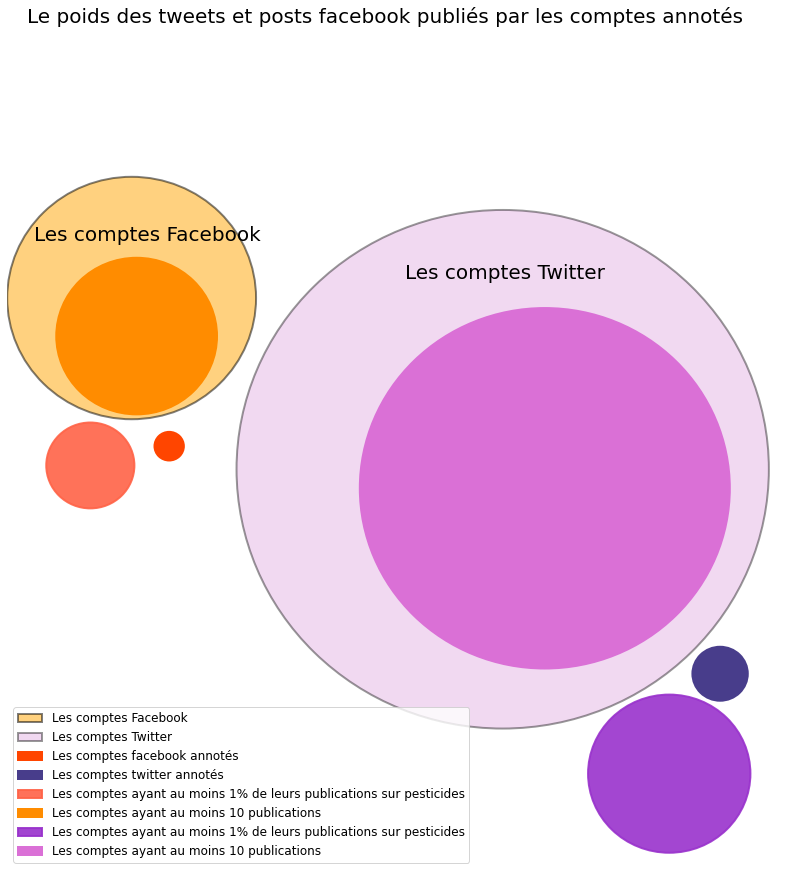 Le poids des tweets et posts facebook publiés par les comptes annotés
Les comptes Facebook
Les comptes Twitter
Les comptes Facebook
Les comptes Twitter
Les comptes facebook annotés
Les comptes twitter annotés
Les comptes ayant au moins 1% de leurs publications sur pesticides
Les comptes ayant au moins 10 publications
Les comptes ayant au moins 1% de leurs publications sur pesticides
Les comptes ayant au moins 10 publications